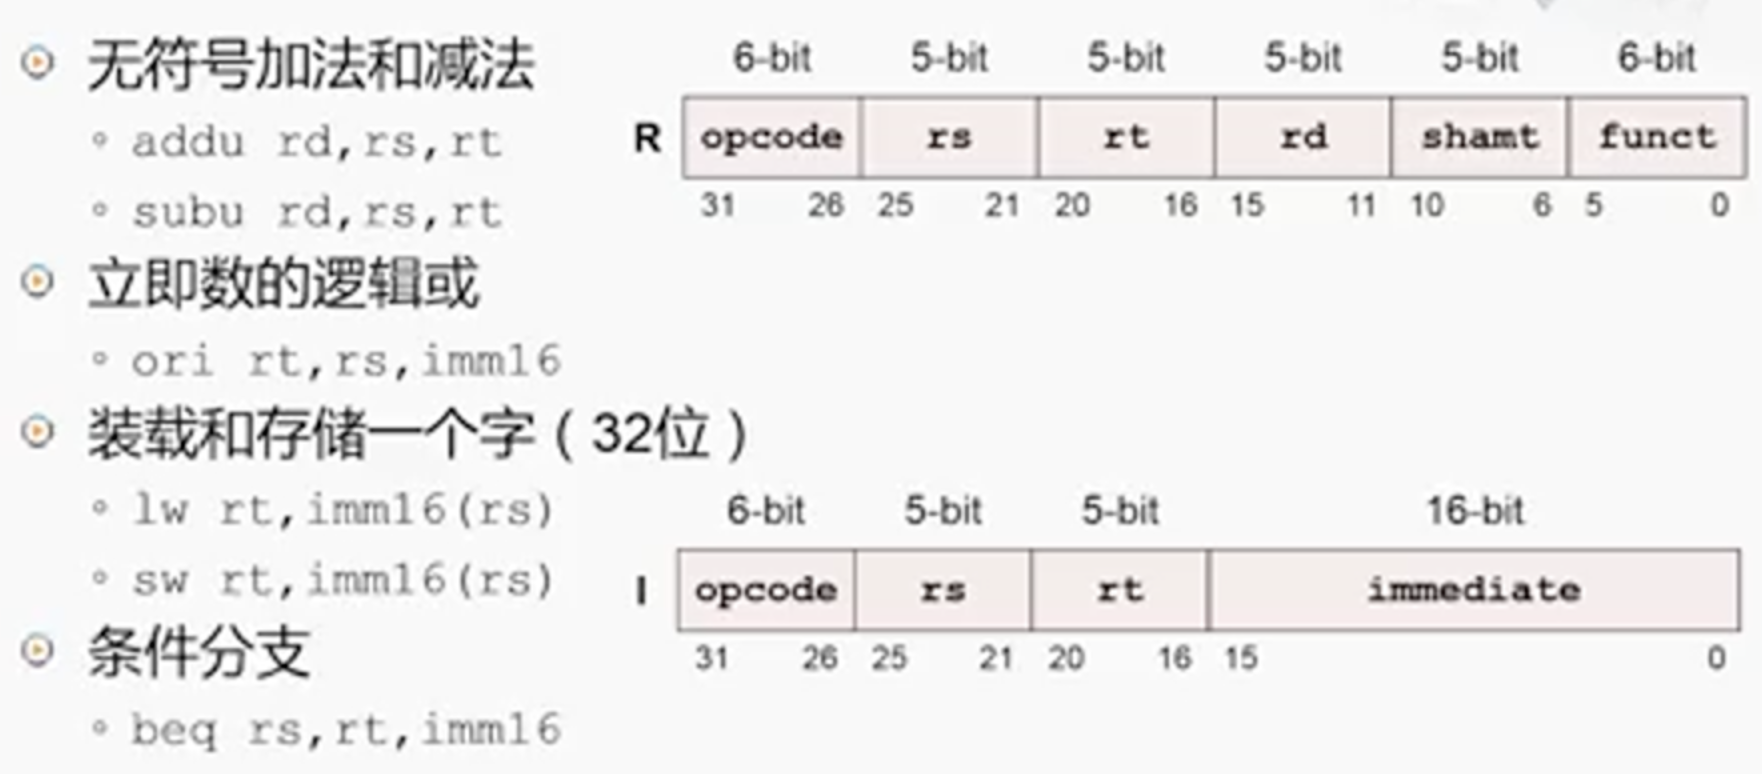 无符号加法和减法
addu rd,rs,rt
subu rd,rs,rt
6-bit 5-bit 5-bit 5-bit 5-bit 6-bit
R opcode rs rt rd shamt funct
31 26 25 21 20 16 15 11 10 6 5 0
立即数的逻辑或
ori rt,rs,imm16
装载和存储一个字（32位）
lw rt,imm16(rs)
sw rt,imm16(rs)
6-bit 5-bit 5-bit 16-bit
I opcode rs rt immediate
31 26 25 21 20 16 15 0
条件分支
beq rs,rt,imm16